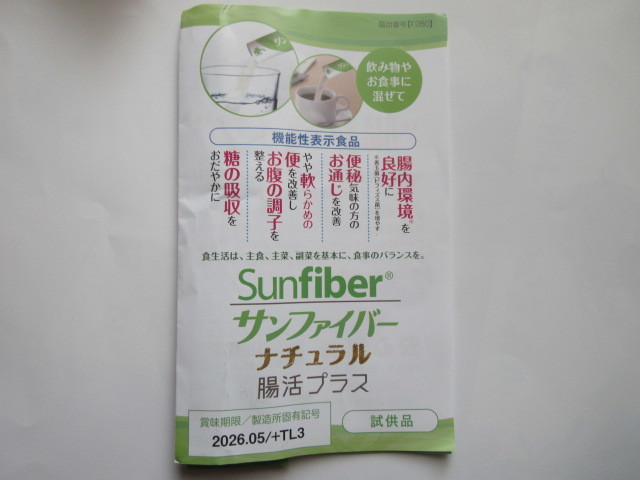 届出番号[F260]
飲み物や
お食事に
混ぜて
機能性表示食品
腸内環境※を
良好に
便秘気味の方の
お通じを改善
やや軟らかめの
便を改善し
お腹の調子を
整える
糖の吸収を
おだやかに
食生活は、主食、主菜、副菜を基本に、食事のバランスを。
Sunfiber®
サンファイバー
ナチュラル
腸活プラス
賞味期限/製造所固有記号
2026.05/+TL3
試供品